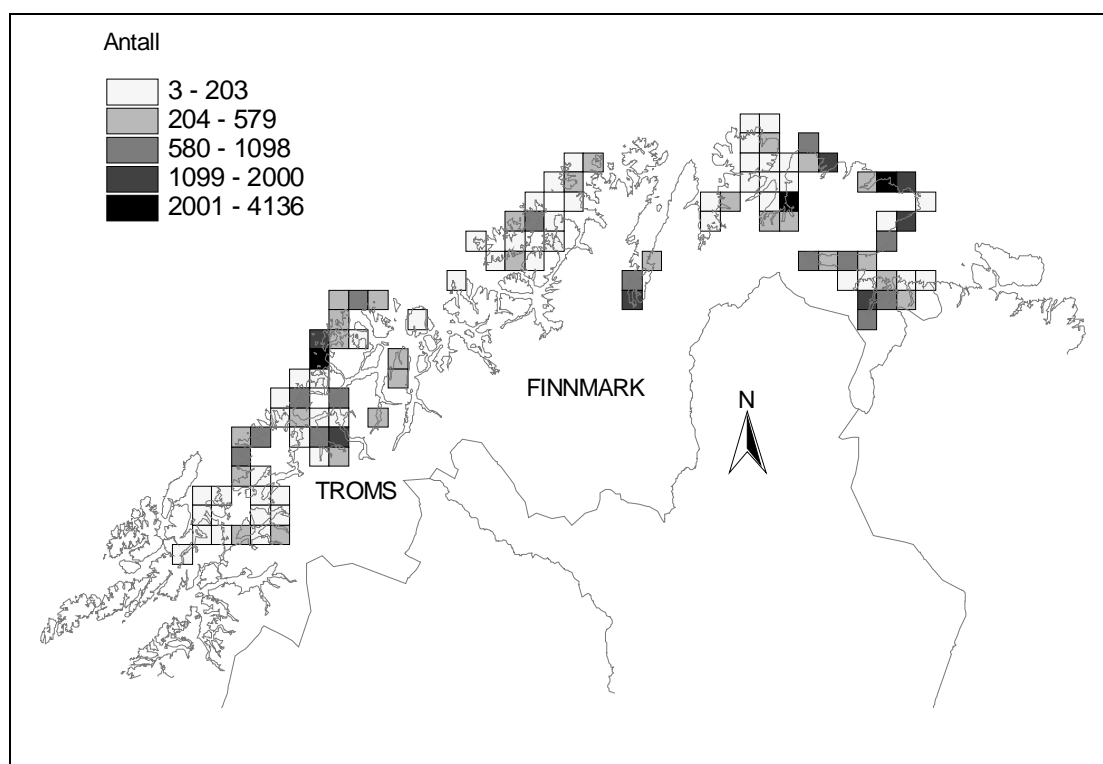 Antall
3 - 203
204 - 579
580 - 1098
1099 - 2000
2001 - 4136
FINNMARK
N
TROMS